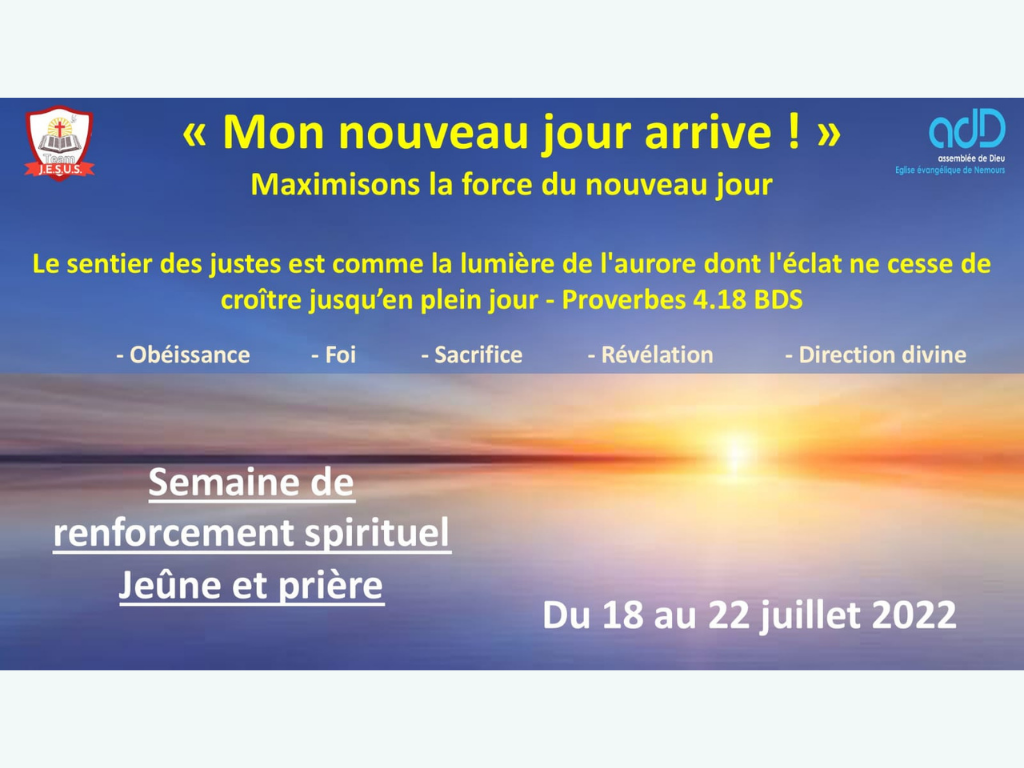 « Mon nouveau jour arrive ! »
Maximisons la force du nouveau jour
Team
J.E.S.U.S.
adD
assemblée de Dieu
Eglise évangélique de Nemours
Le sentier des justes est comme la lumière de l'aurore dont l'éclat ne cesse de
croître jusqu’en plein jour - Proverbes 4.18 BDS
- Obéissance - Foi - Sacrifice - Révélation - Direction divine
Semaine de
renforcement spirituel
Jeûne et prière
Du 18 au 22 juillet 2022